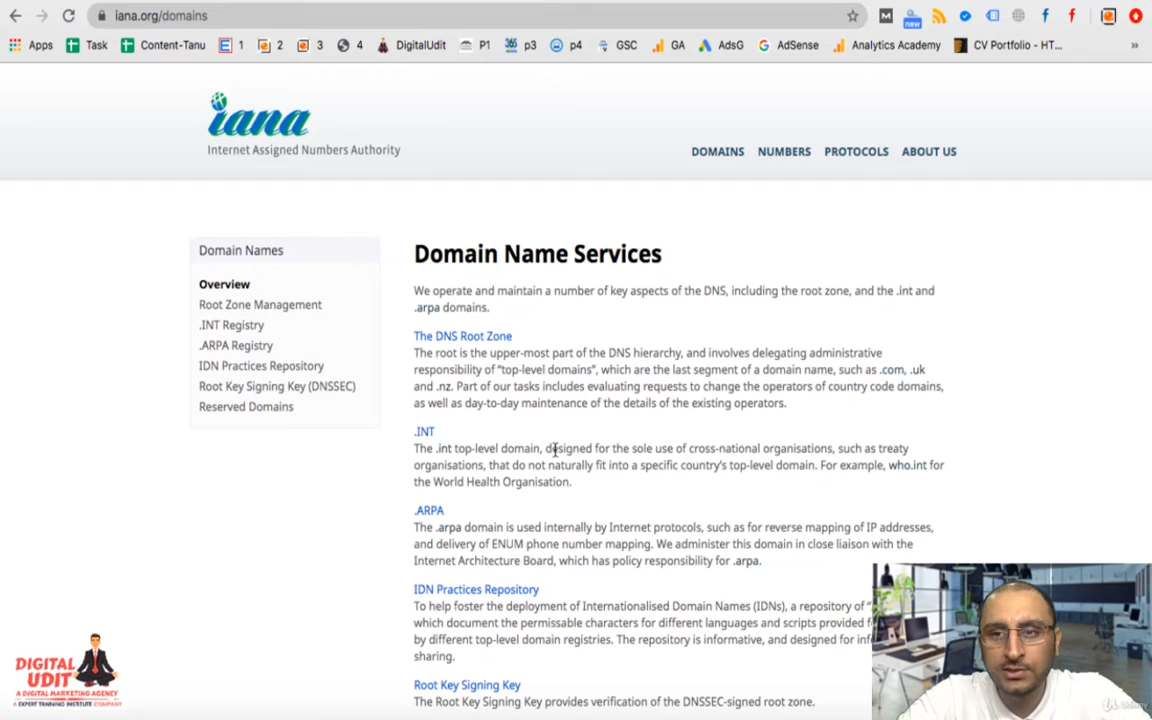 iana.org/domains
new
Apps Task Content-Tanu 1 2 3 4 DigitalUdit P1 p3 p4 GSC GA AdsG AdSense Analytics Academy CV Portfolio - HT... »
iana
Internet Assigned Numbers Authority
DOMAINS NUMBERS PROTOCOLS ABOUT US
Domain Names
Overview
Root Zone Management
.INT Registry
.ARPA Registry
IDN Practices Repository
Root Key Signing Key (DNSSEC)
Reserved Domains
Domain Name Services
We operate and maintain a number of key aspects of the DNS, including the root zone, and the .int and
.arpa domains.
The DNS Root Zone
The root is the upper-most part of the DNS hierarchy, and involves delegating administrative
responsibility of “top-level domains”, which are the last segment of a domain name, such as .com, .uk
and .nz. Part of our tasks includes evaluating requests to change the operators of country code domains,
as well as day-to-day maintenance of the details of the existing operators.
.INT
The .int top-level domain, designed for the sole use of cross-national organisations, such as treaty
organisations, that do not naturally fit into a specific country's top-level domain. For example, who.int for
the World Health Organisation.
.ARPA
The .arpa domain is used internally by Internet protocols, such as for reverse mapping of IP addresses,
and delivery of ENUM phone number mapping. We administer this domain in close liaison with the
Internet Architecture Board, which has policy responsibility for .arpa.
IDN Practices Repository
To help foster the deployment of Internationalised Domain Names (IDNs), a repository of
which document the permissable characters for different languages and scripts provided f
by different top-level domain registries. The repository is informative, and designed for inf
sharing.
Root Key Signing Key
The Root Key Signing Key provides verification of the DNSSEC-signed root zone.
DIGITAL
UDIT
A DIGITAL MARKETING AGENCY
A EXPERT TRAINING INSTITUTE COMPANY
Udemy